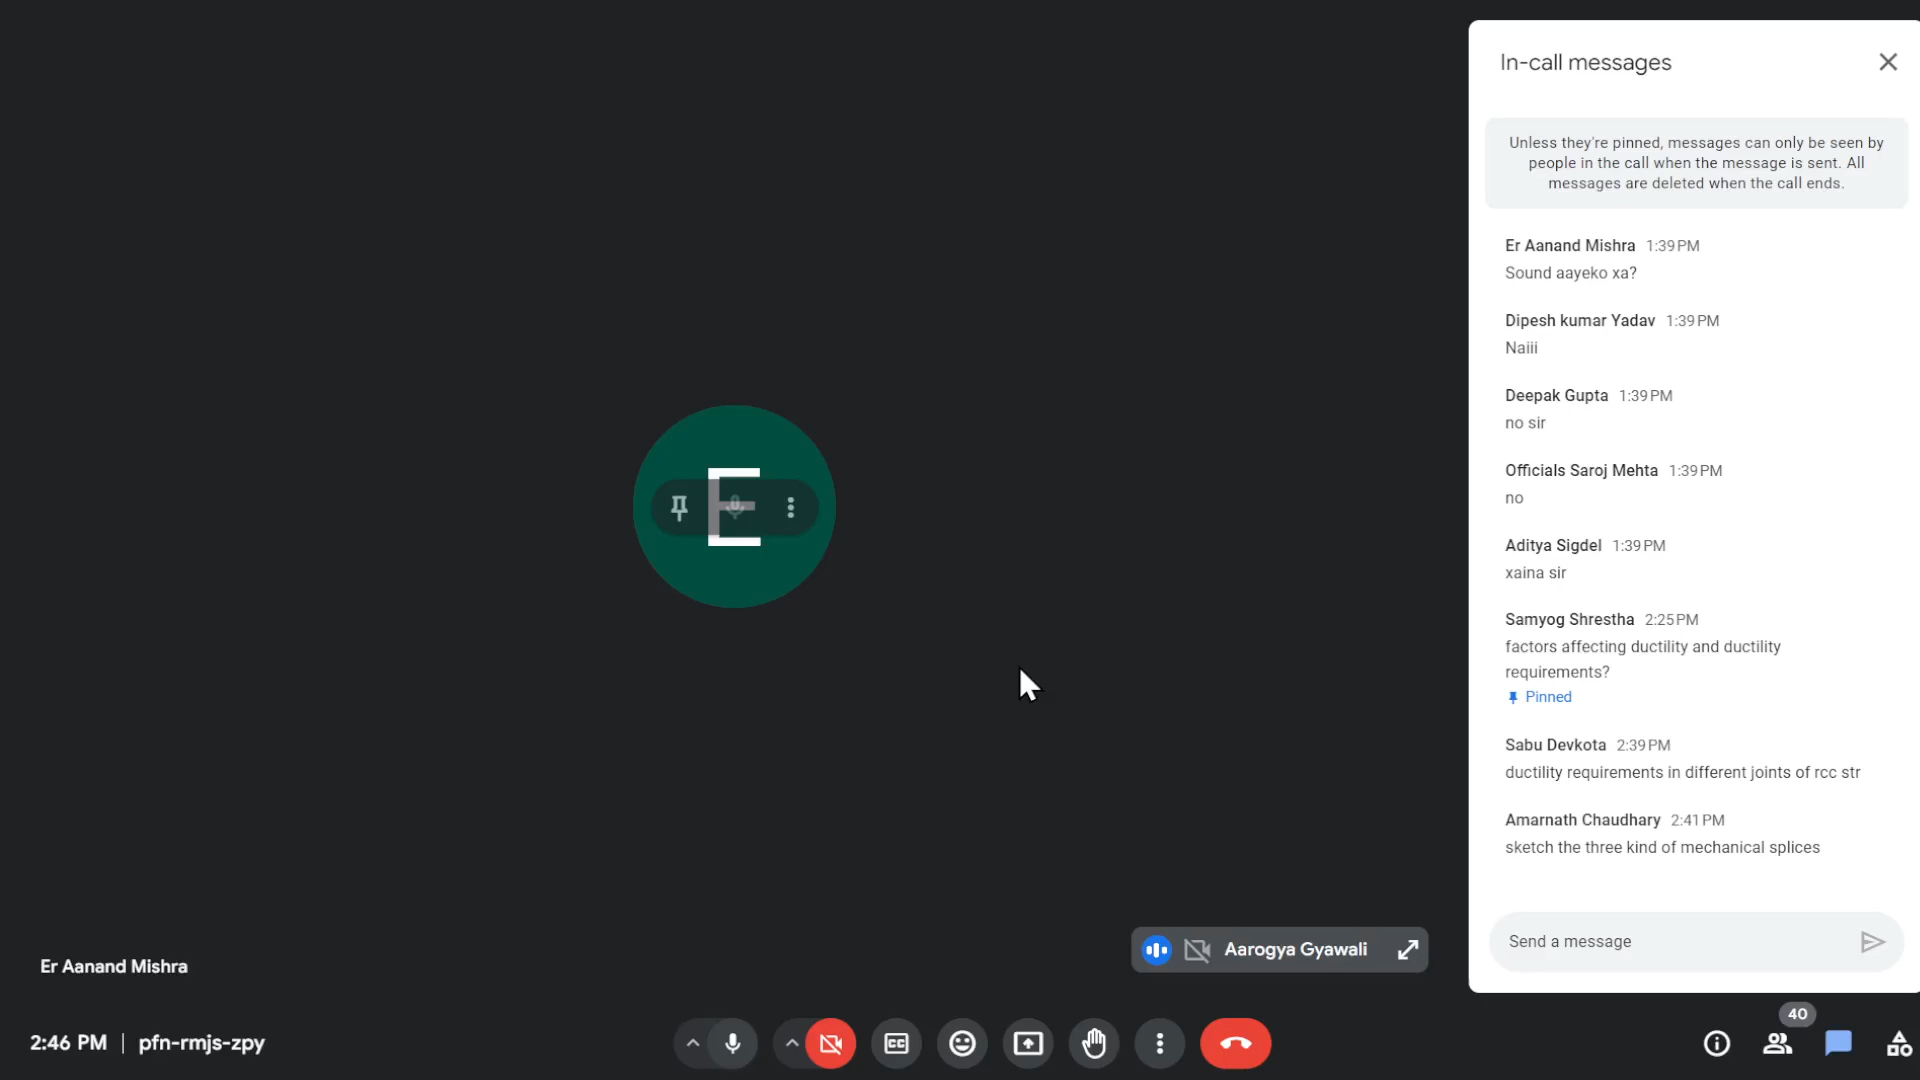 In-call messages
Unless they're pinned, messages can only be seen by
people in the call when the message is sent. All
messages are deleted when the call ends.
Er Aanand Mishra 1:39 PM
Sound aayeko xa?
Dipesh kumar Yadav 1:39 PM
Naiii
Deepak Gupta 1:39 PM
no sir
Officials Saroj Mehta 1:39 PM
no
Aditya Sigdel 1:39 PM
xaina sir
Samyog Shrestha 2:25 PM
factors affecting ductility and ductility
requirements?
Pinned
Sabu Devkota 2:39 PM
ductility requirements in different joints of rcc str
Amarnath Chaudhary 2:41 PM
sketch the three kind of mechanical splices
Send a message
E
Aarogya Gyawali
Er Aanand Mishra
2:46 PM | pfn-rmjs-zpy
CC
40